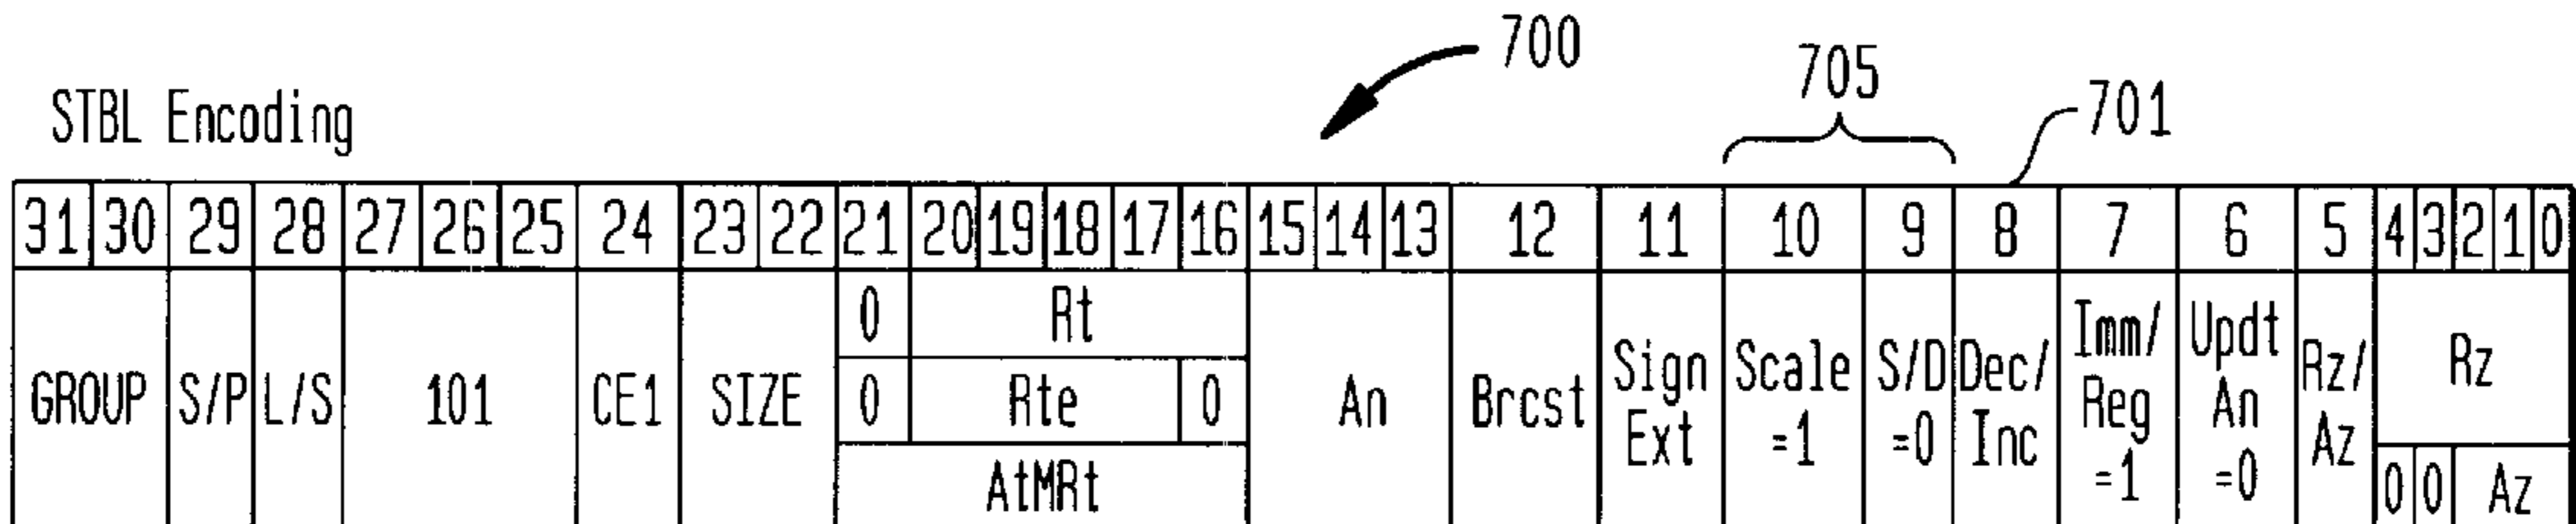 700
705
701
STBL Encoding
31 30 29 28 27 26 25 24 23 22 21 20 19 18 17 16 15 14 13 12 11 10 9 8 7 6 5 4 3 2 1 0
GROUP S/P L/S 101 CE1 SIZE
0 Rt
0 Rte 0
AtMRt
An
Brcst
Sign
Ext
Scale
=1
S/D
=0
Dec/
Inc
Imm/
Reg
=1
Updt
An
=0
Rz/
Az
Rz
0 0 Az